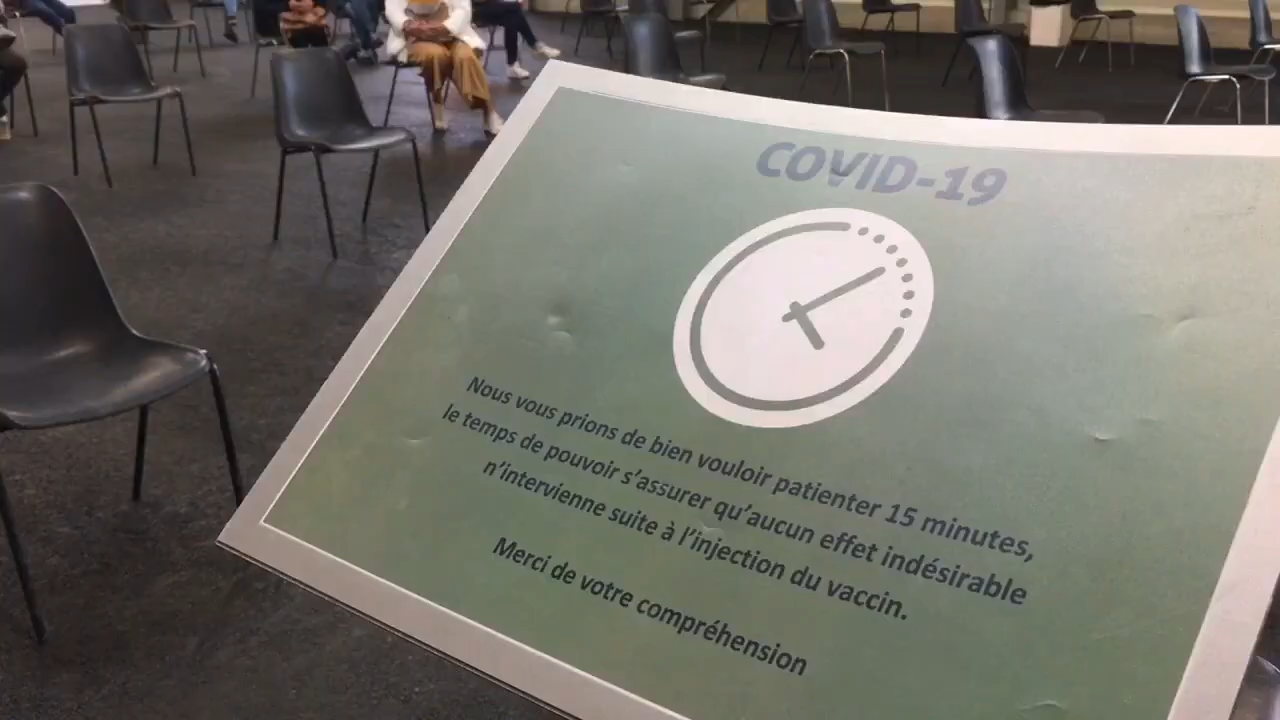 COVID-19
Nous vous prions de bien vouloir patienter 15 minutes,
le temps de pouvoir s'assurer qu'aucun effet indésirable
n'intervienne suite à l'injection du vaccin.
Merci de votre compréhension